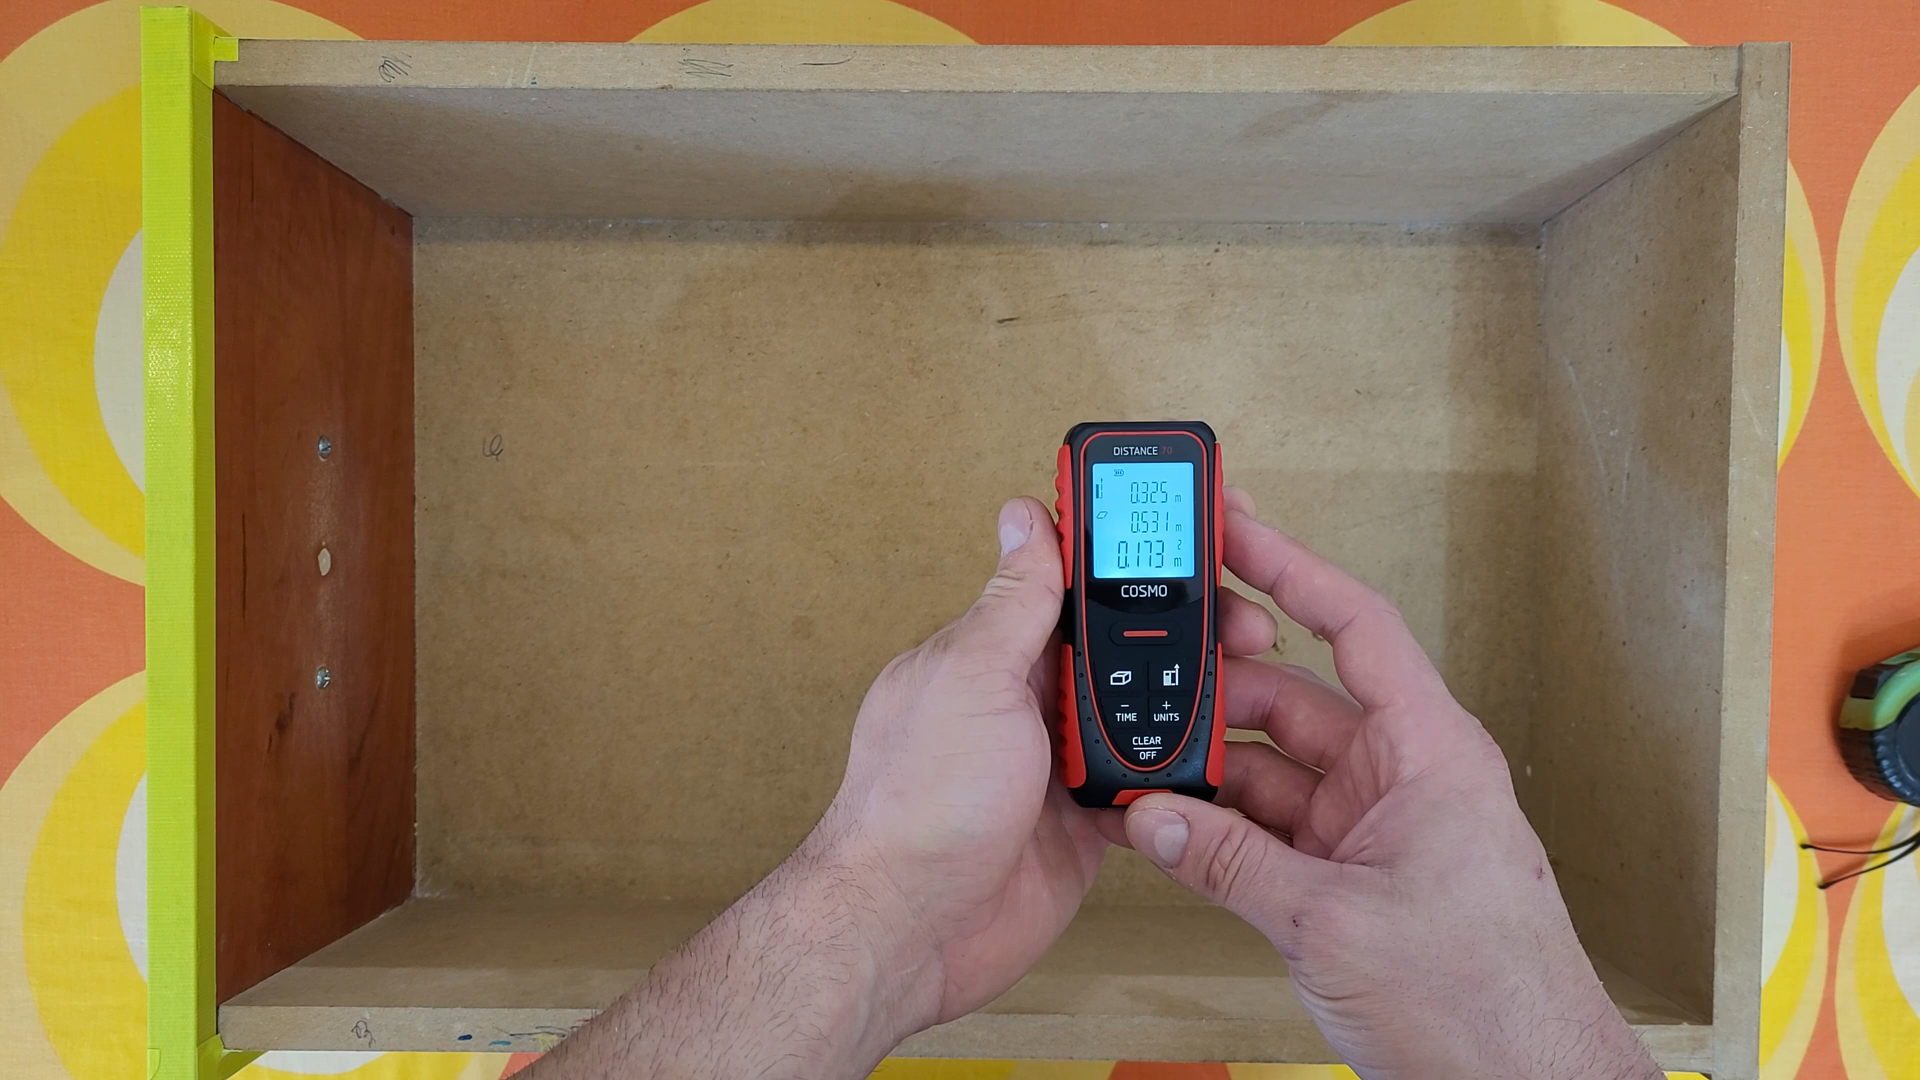 DISTANCE 70
0.325 m
0.531 m
0.173 m2
COSMO
− +
TIME UNITS
CLEAR
OFF